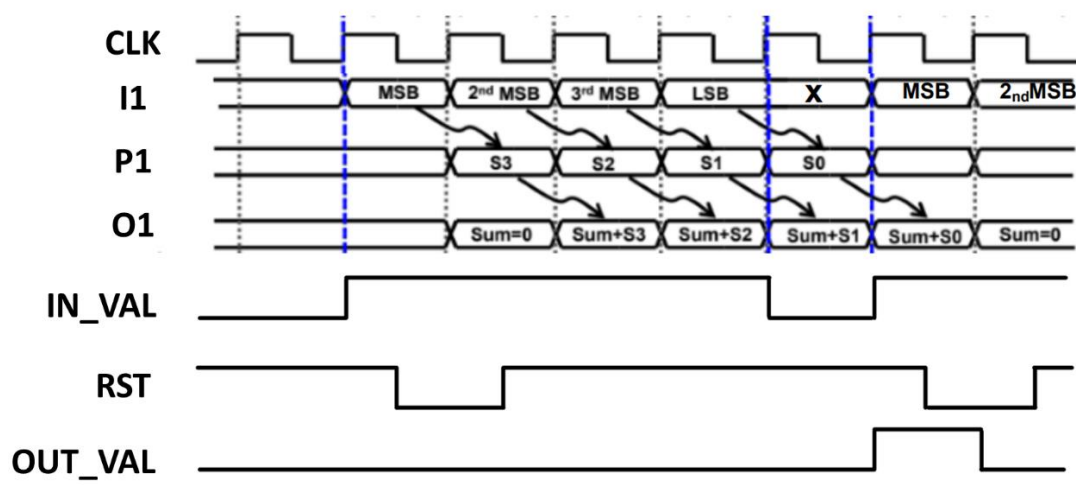 CLK
I1 MSB 2nd MSB 3rd MSB LSB X MSB 2ndMSB
P1 S3 S2 S1 S0
O1 Sum=0 Sum+S3 Sum+S2 Sum+S1 Sum+S0 Sum=0
IN_VAL
RST
OUT_VAL